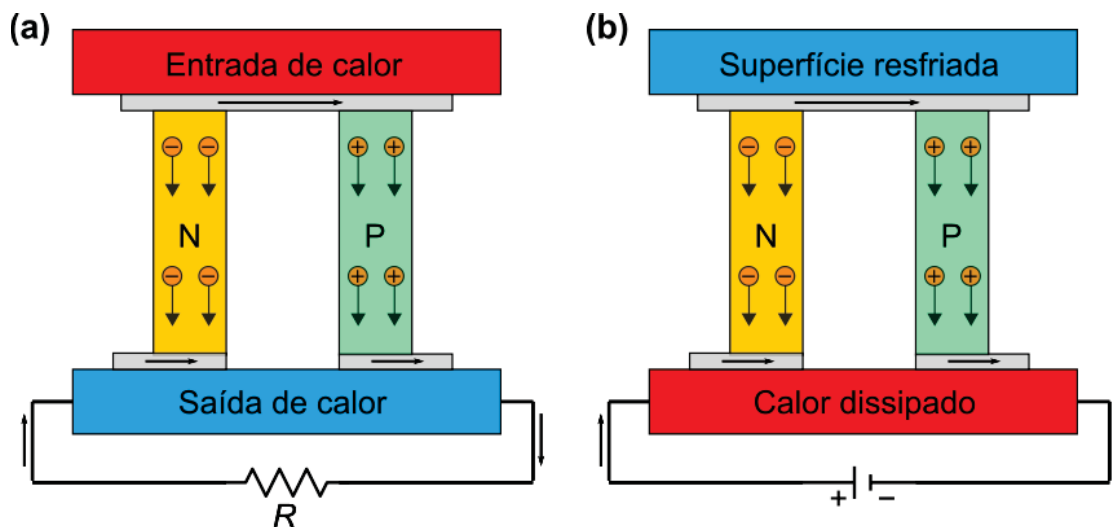 (a)
Entrada de calor
N
P
Saída de calor
R
(b)
Superfície resfriada
N
P
Calor dissipado
+ −